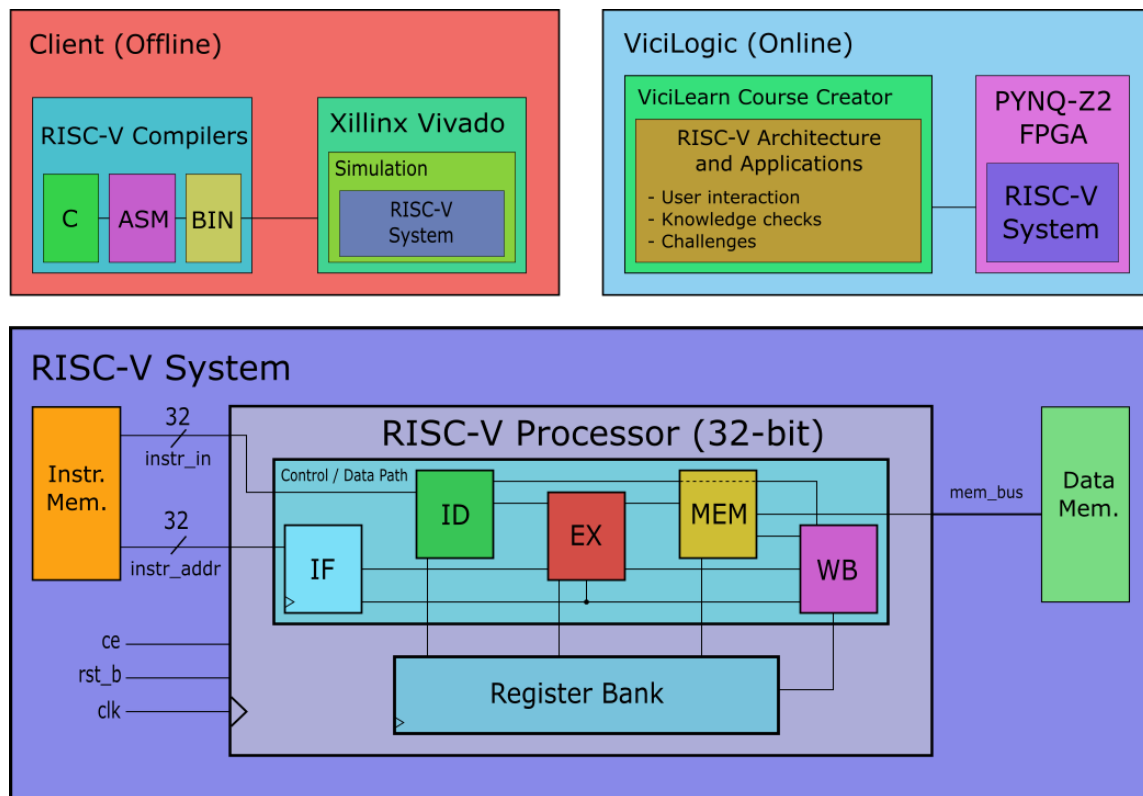 Client (Offline)
RISC-V Compilers
C
ASM
BIN
Xillinx Vivado
Simulation
RISC-V
System
ViciLogic (Online)
ViciLearn Course Creator
RISC-V Architecture
and Applications
- User interaction
- Knowledge checks
- Challenges
PYNQ-Z2
FPGA
RISC-V
System
RISC-V System
Instr.
Mem.
32
instr_in
32
instr_addr
ce
rst_b
clk
RISC-V Processor (32-bit)
Control / Data Path
IF
ID
EX
MEM
WB
Register Bank
mem_bus
Data
Mem.